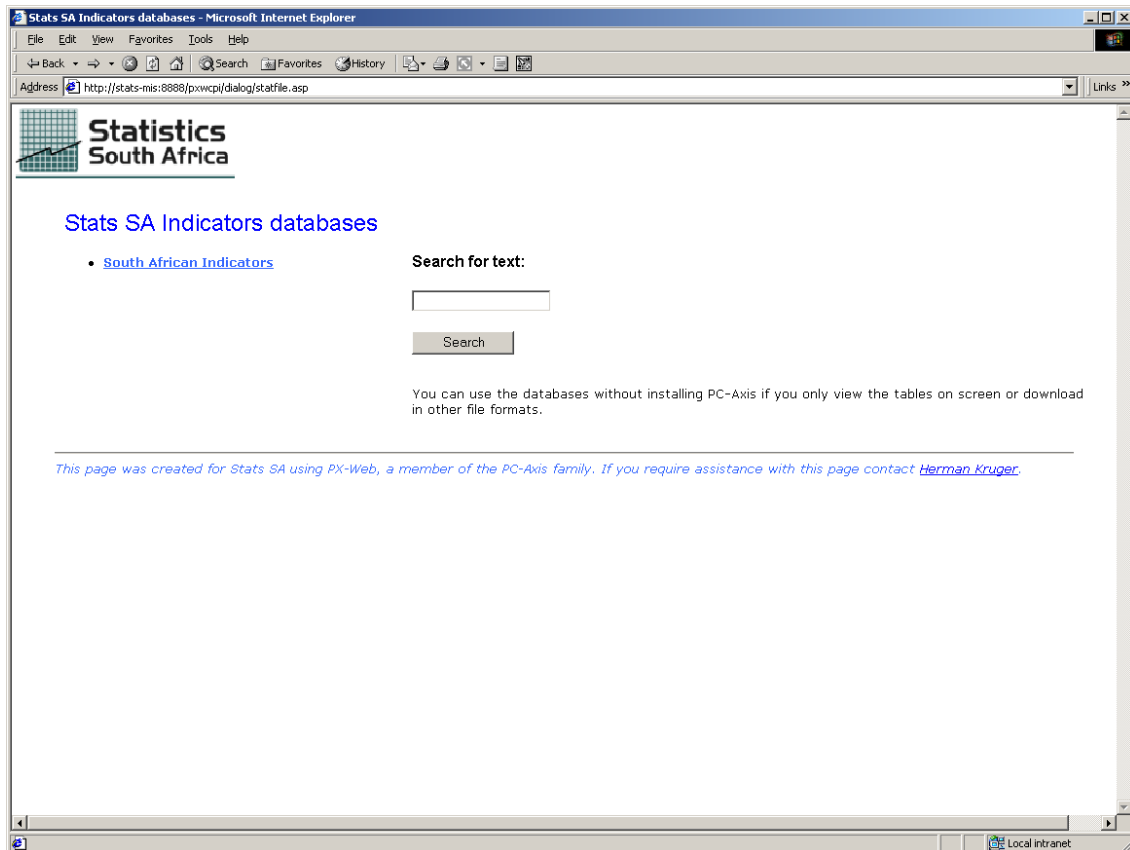 Stats SA Indicators databases - Microsoft Internet Explorer
File Edit View Favorites Tools Help
Back Search Favorites History
Address http://stats-mis:8888/pxwcpi/dialog/statfile.asp Links »
Statistics
South Africa
Stats SA Indicators databases
• South African Indicators
Search for text:
Search
You can use the databases without installing PC-Axis if you only view the tables on screen or download
in other file formats.
This page was created for Stats SA using PX-Web, a member of the PC-Axis family. If you require assistance with this page contact Herman Kruger.
Local intranet